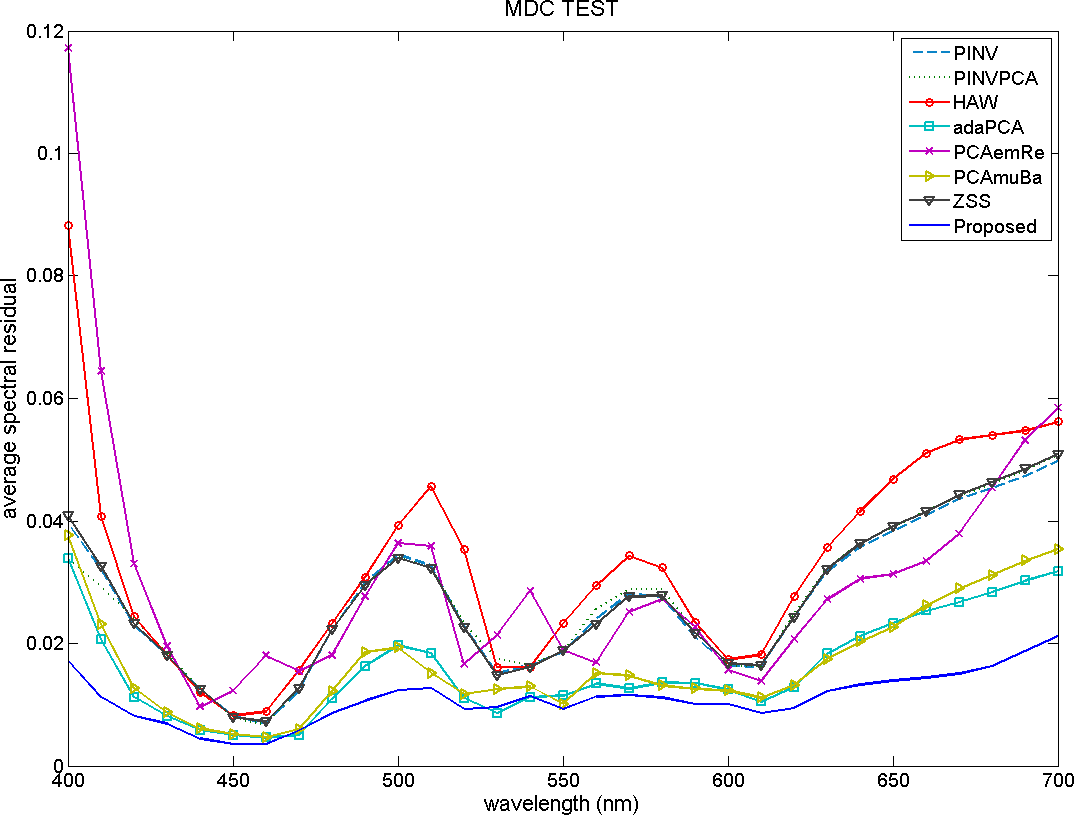 MDC TEST
0.12
0.1
0.08
0.06
0.04
0.02
0
average spectral residual
PINV
PINVPCA
HAW
adaPCA
PCAemRe
PCAmuBa
ZSS
Proposed
400 450 500 550 600 650 700
wavelength (nm)